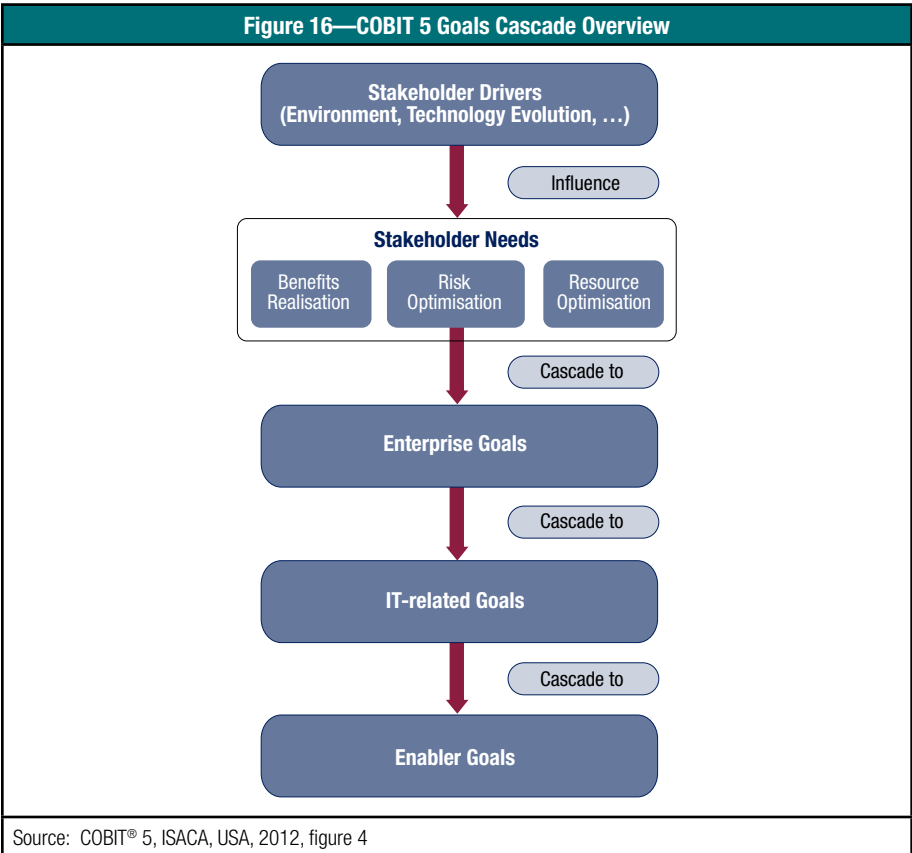 Figure 16—COBIT 5 Goals Cascade Overview
Stakeholder Drivers
(Environment, Technology Evolution, …)
Influence
Stakeholder Needs
Benefits
Realisation
Risk
Optimisation
Resource
Optimisation
Cascade to
Enterprise Goals
Cascade to
IT-related Goals
Cascade to
Enabler Goals
Source: COBIT® 5, ISACA, USA, 2012, figure 4